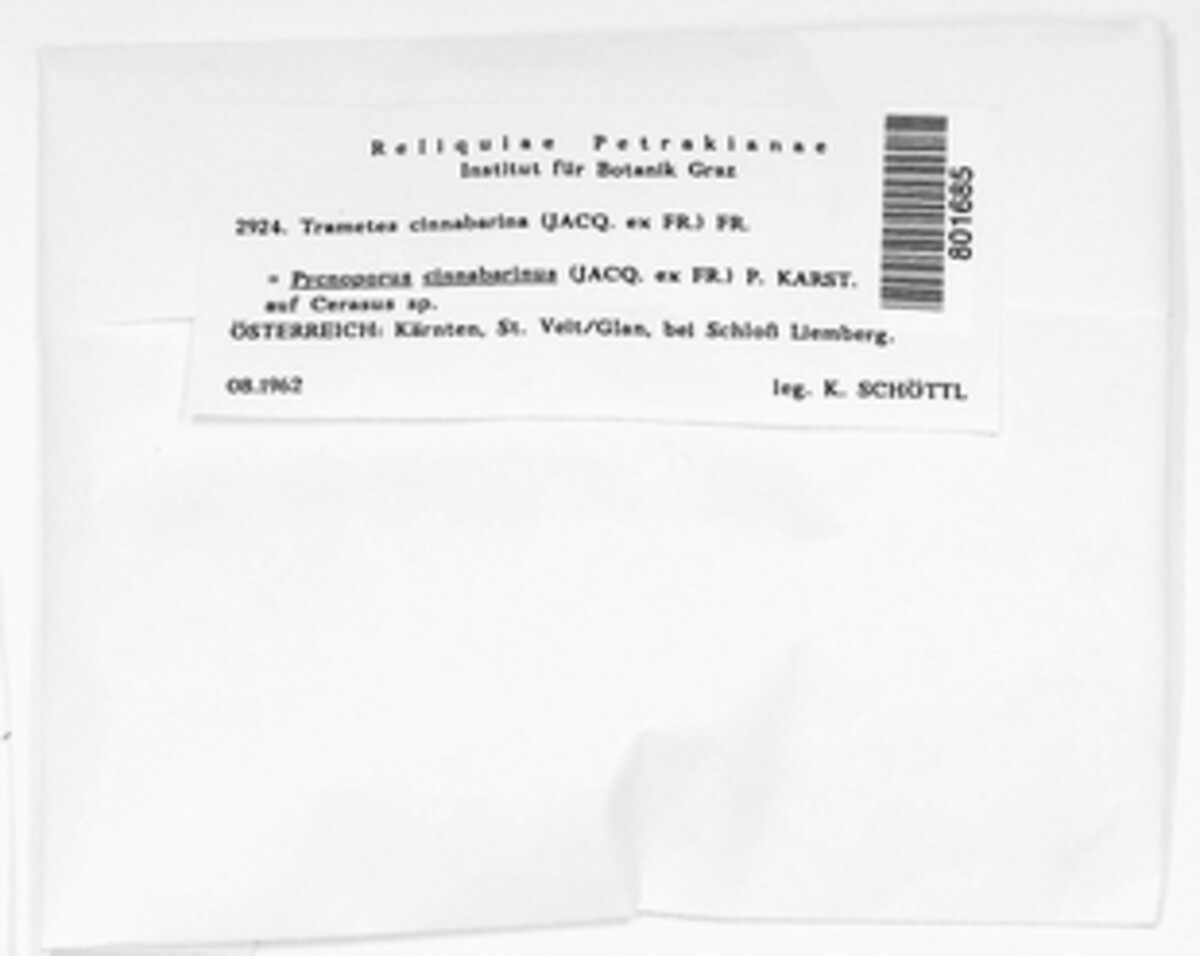 Reliquiae Petrakianae
Institut für Botanik Graz
2924. Trametes cinnabarina (JACQ. ex FR.) FR.
= Pycnoporus cinnabarinus (JACQ. ex FR.) P. KARST.
auf Cerasus sp.
ÖSTERREICH: Kärnten, St. Veit/Glan, bei Schloß Liemberg.
08.1962 leg. K. SCHÖTTL
801685